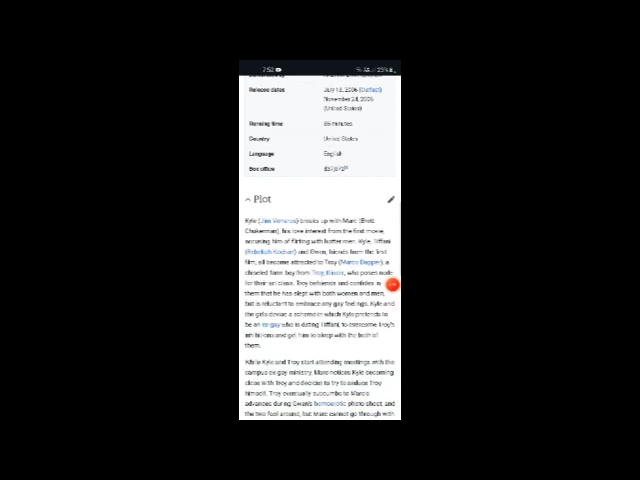 7:52
Release dates July 13, 2006 (Outfest)
November 24, 2006
(United States)
Running time 86 minutes
Country United States
Language English
Box office
Plot
Kyle (Jim Verraros) breaks up with Marc (Brett
Chukerman), his love interest from the first movie,
accusing him of flirting with hotter men. Kyle, Tiffani
(Rebekah Kochan) and Gwen, friends from the first
film, all become attracted to Troy (Marco Dapper), a
chiseled farm boy from Troy, Illinois, who poses nude
for their art class. Troy befriends and confides in
them that he has slept with both women and men,
but is reluctant to embrace any gay feelings. Kyle and
the girls devise a scheme in which Kyle pretends to
be an ex-gay who is dating Tiffani, to overcome Troy's
inhibitions and get him to sleep with the both of
them.
While Kyle and Troy start attending meetings with the
campus ex-gay ministry, Marc notices Kyle becoming
close with Troy and decides to try to seduce Troy
himself. Troy eventually succumbs to Marc's
advances during Gwen's homoerotic photo shoot, and
the two fool around, but Marc cannot go through with